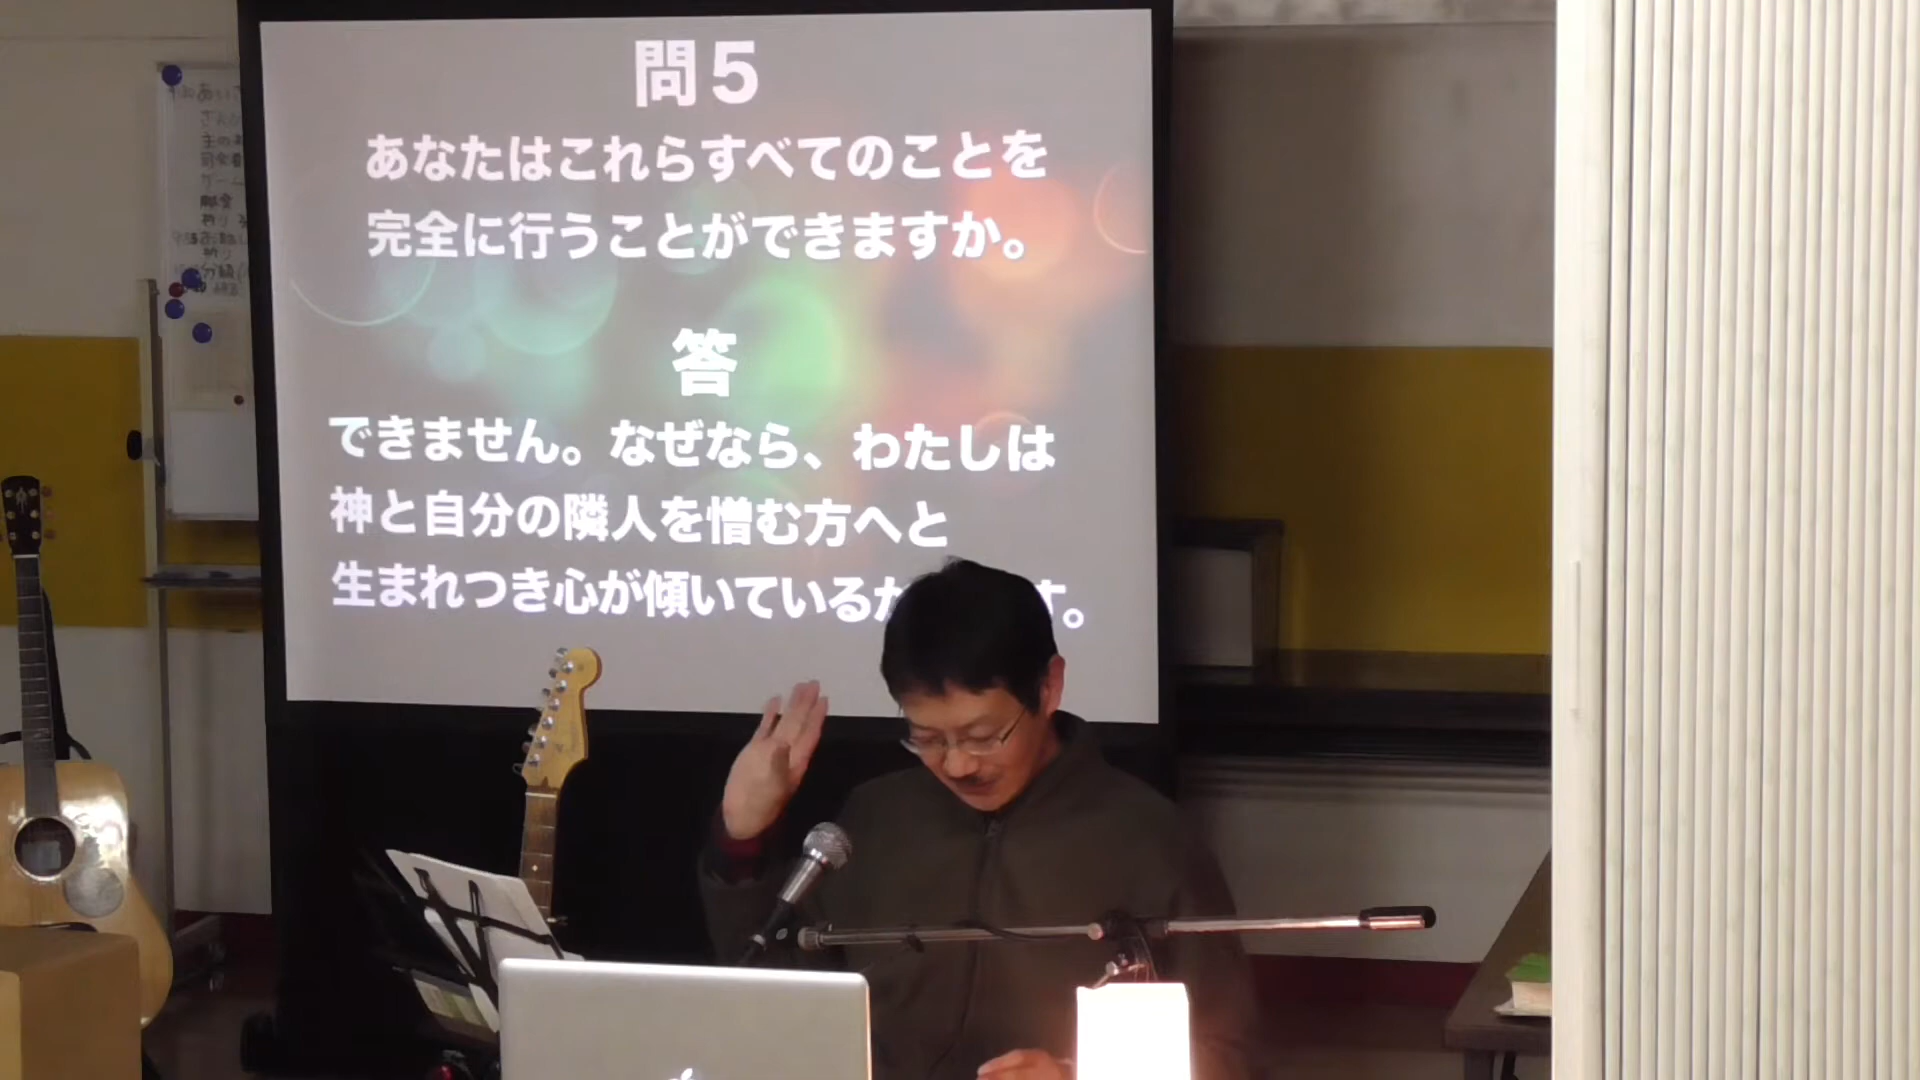 問5
あなたはこれらすべてのことを
完全に行うことができますか。
答
できません。なぜなら、わたしは
神と自分の隣人を憎む方へと
生まれつき心が傾いているか す。